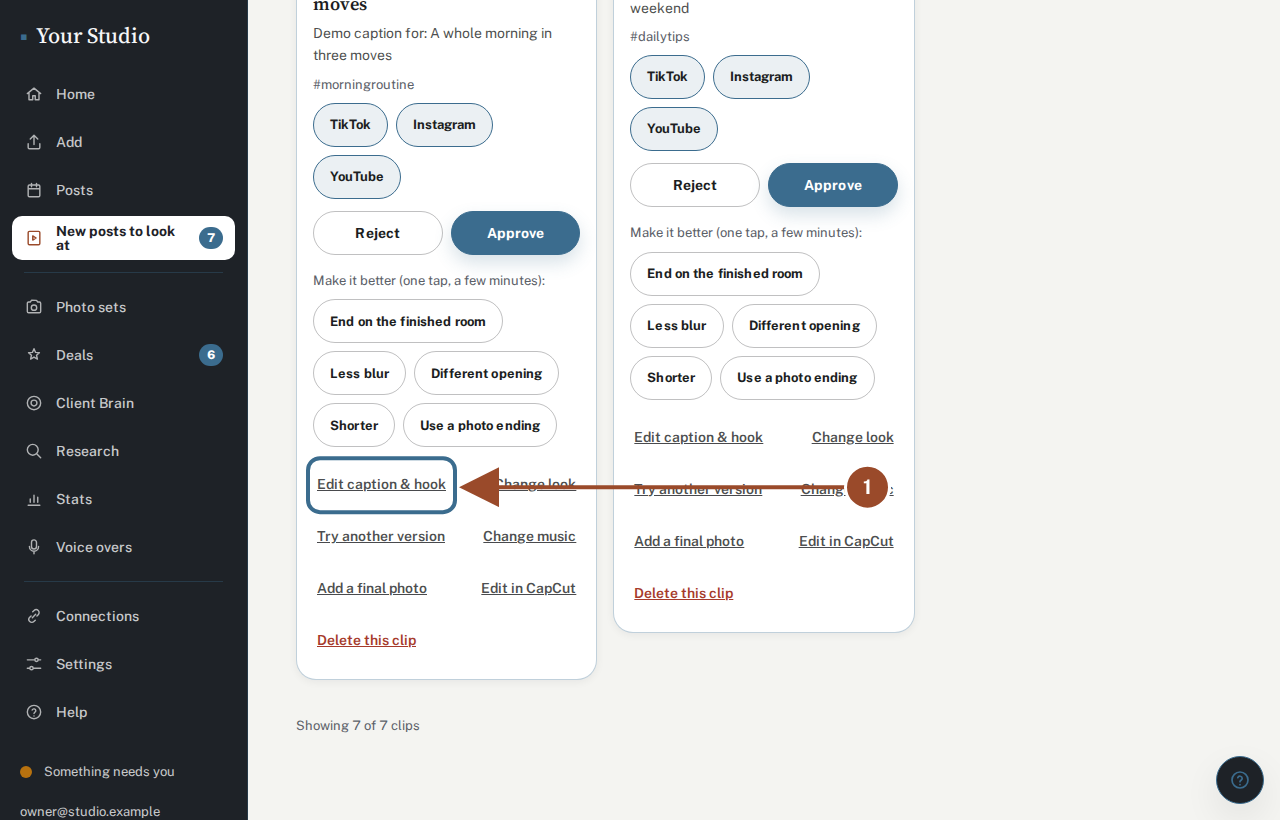 Your Studio
Home
Add
Posts
New posts to look
at
7
Photo sets
Deals
6
Client Brain
Research
Stats
Voice overs
Connections
Settings
Help
Something needs you
owner@studio.example
moves
Demo caption for: A whole morning in
three moves
#morningroutine
TikTok
Instagram
YouTube
Reject
Approve
Make it better (one tap, a few minutes):
End on the finished room
Less blur
Different opening
Shorter
Use a photo ending
Edit caption & hook
Change look
Try another version
Change music
Add a final photo
Edit in CapCut
Delete this clip
weekend
#dailytips
TikTok
Instagram
YouTube
Reject
Approve
Make it better (one tap, a few minutes):
End on the finished room
Less blur
Different opening
Shorter
Use a photo ending
Edit caption & hook
Change look
Try another version
1
Add a final photo
Edit in CapCut
Delete this clip
Showing 7 of 7 clips